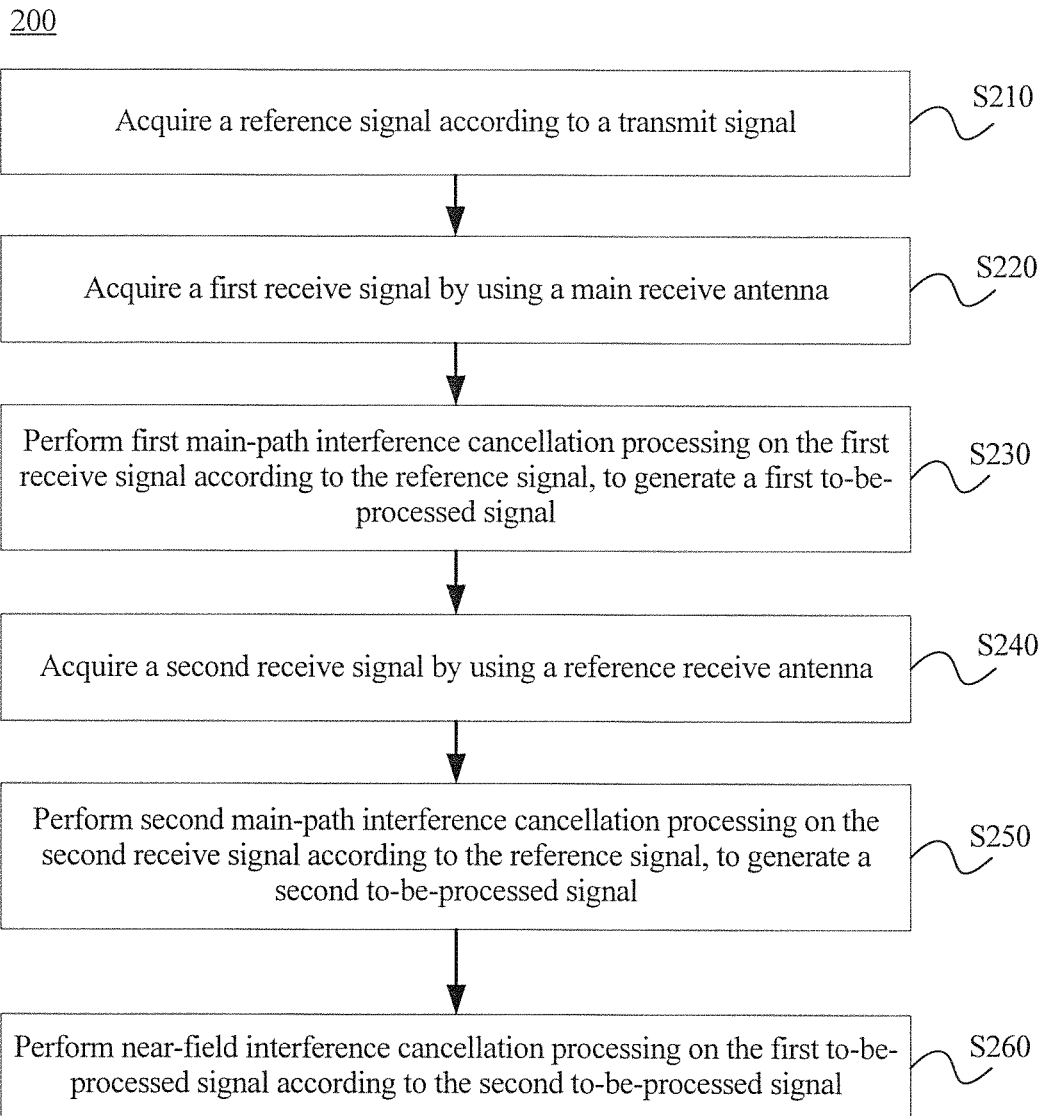 200
Acquire a reference signal according to a transmit signal
S210
Acquire a first receive signal by using a main receive antenna
S220
Perform first main-path interference cancellation processing on the first
receive signal according to the reference signal, to generate a first to-be-
processed signal
S230
Acquire a second receive signal by using a reference receive antenna
S240
Perform second main-path interference cancellation processing on the
second receive signal according to the reference signal, to generate a
second to-be-processed signal
S250
Perform near-field interference cancellation processing on the first to-be-
processed signal according to the second to-be-processed signal
S260